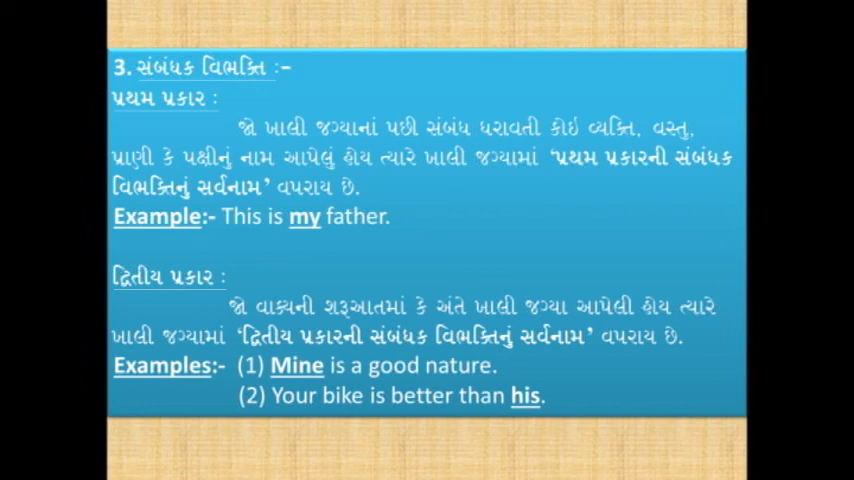 3. સંબંધક વિભક્તિ :–
પ્રથમ પ્રકાર :
જો ખાલી જગ્યાનાં પછી સંબંધ ધરાવતી કોઇ વ્યક્તિ, વસ્તુ,
પ્રાણી કે પક્ષીનું નામ આપેલું હોય ત્યારે ખાલી જગ્યામાં ‘પ્રથમ પ્રકારની સંબંધક
વિભક્તિનું સર્વનામ’ વપરાય છે.
Example:- This is my father.
દ્વિતીય પ્રકાર :
જો વાક્યની શરૂઆતમાં કે અંતે ખાલી જગ્યા આપેલી હોય ત્યારે
ખાલી જગ્યામાં ‘દ્વિતીય પ્રકારની સંબંધક વિભક્તિનું સર્વનામ’ વપરાય છે.
Examples:- (1) Mine is a good nature.
(2) Your bike is better than his.